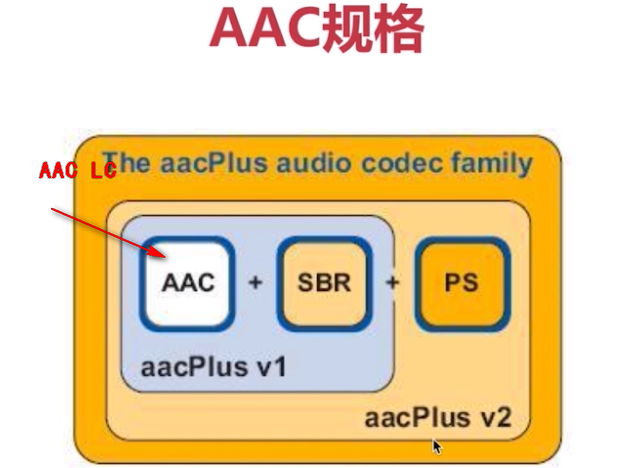 AAC规格
The aacPlus audio codec family
AAC LC
AAC + SBR + PS
aacPlus v1
aacPlus v2